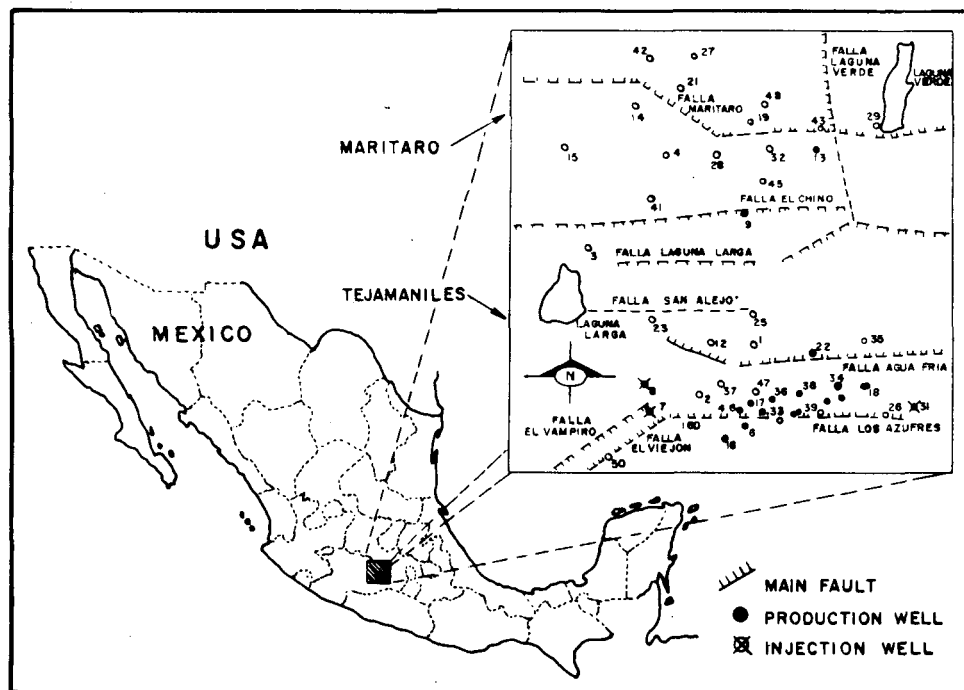 MARITARO
USA
TEJAMANILES
MEXICO
42
27
FALLA
LAGUNA
VERDE
LAGUNA
VERDE
21
FALLA
MARITARO
14
48
19
43
29
15
4
28
32
13
45
41
FALLA EL CHINO
9
3
FALLA LAGUNA LARGA
FALLA SAN ALEJO
LAGUNA
LARGA
23
25
12
1
22
35
FALLA AGUA FRIA
N
8
37
47
36
38
34
18
2
7
46
17
33
39
26
31
FALLA
EL VAMPIRO
16D
FALLA
EL VIEJON
6
16
FALLA LOS AZUFRES
50
MAIN FAULT
PRODUCTION WELL
INJECTION WELL